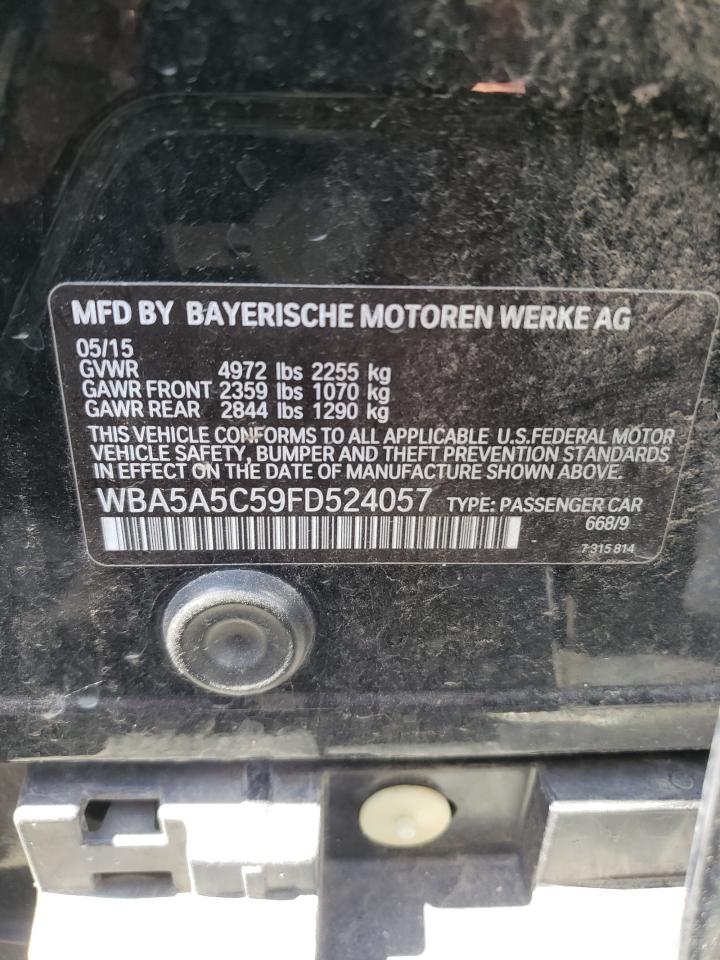 MFD BY BAYERISCHE MOTOREN WERKE AG
05/15
GVWR 4972 lbs 2255 kg
GAWR FRONT 2359 lbs 1070 kg
GAWR REAR 2844 lbs 1290 kg
THIS VEHICLE CONFORMS TO ALL APPLICABLE U.S.FEDERAL MOTOR
VEHICLE SAFETY, BUMPER AND THEFT PREVENTION STANDARDS
IN EFFECT ON THE DATE OF MANUFACTURE SHOWN ABOVE.
WBA5A5C59FD524057 TYPE: PASSENGER CAR
668/9
7 315 814